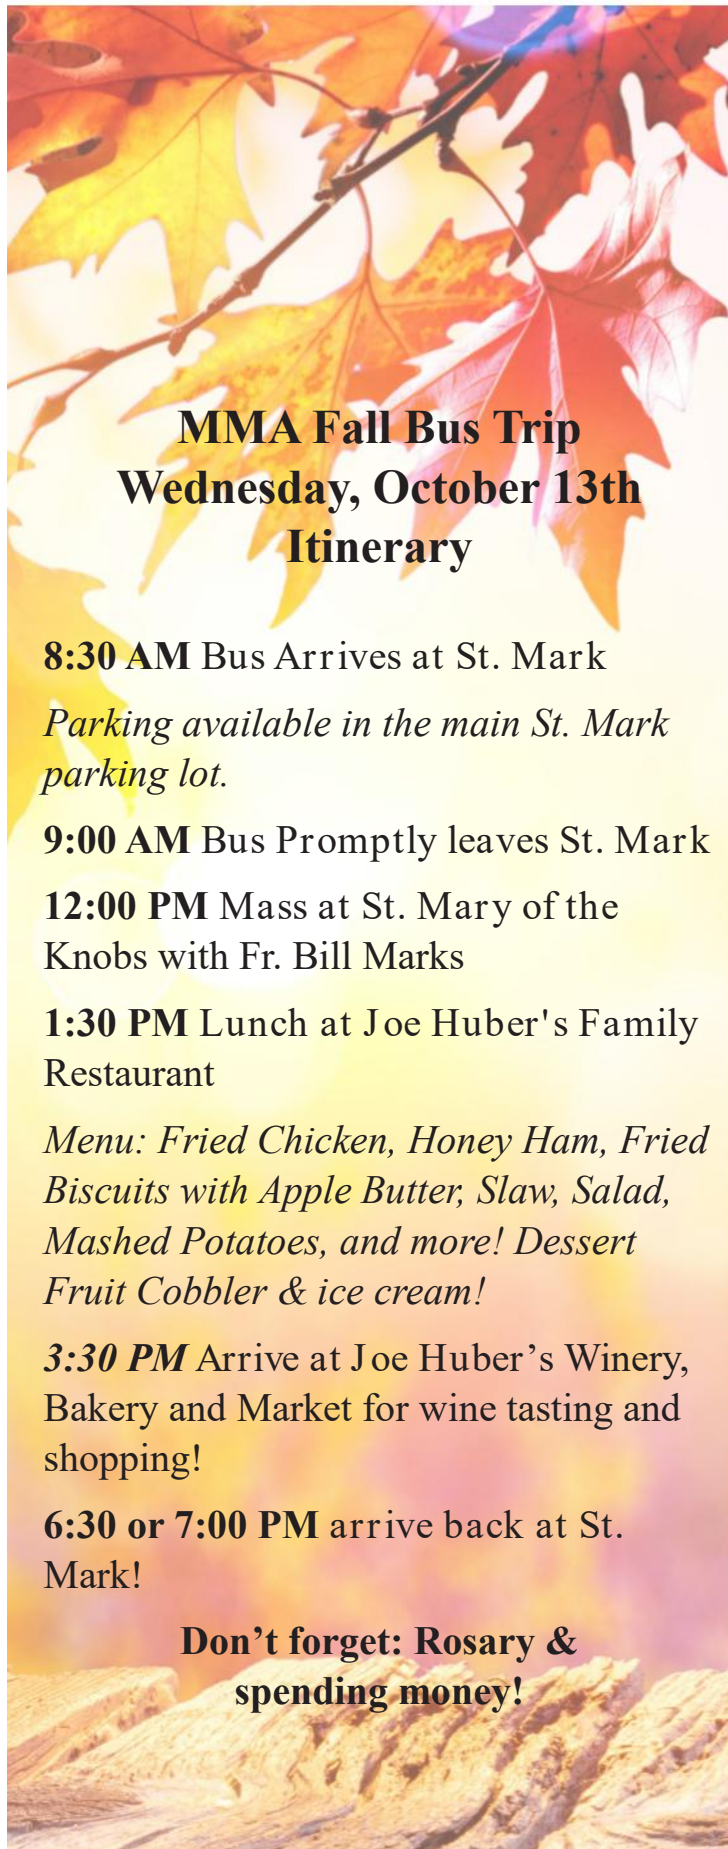 MMA Fall Bus Trip
Wednesday, October 13th
Itinerary
8:30 AM Bus Arrives at St. Mark
Parking available in the main St. Mark
parking lot.
9:00 AM Bus Promptly leaves St. Mark
12:00 PM Mass at St. Mary of the
Knobs with Fr. Bill Marks
1:30 PM Lunch at Joe Huber's Family
Restaurant
Menu: Fried Chicken, Honey Ham, Fried
Biscuits with Apple Butter, Slaw, Salad,
Mashed Potatoes, and more! Dessert
Fruit Cobbler & ice cream!
3:30 PM Arrive at Joe Huber’s Winery,
Bakery and Market for wine tasting and
shopping!
6:30 or 7:00 PM arrive back at St.
Mark!
Don’t forget: Rosary &
spending money!